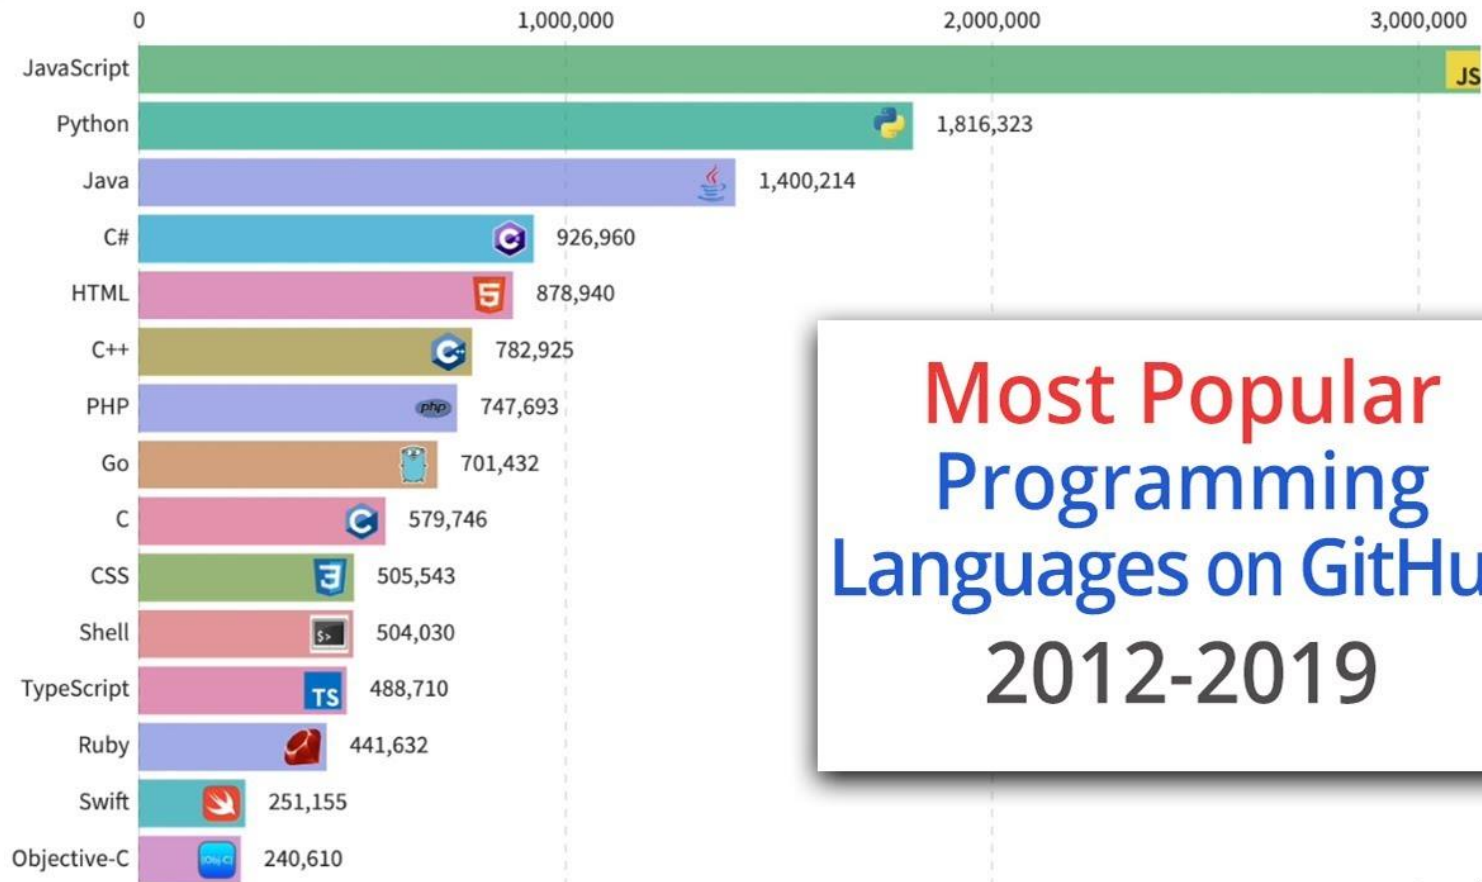 0 1,000,000 2,000,000 3,000,000
JavaScript JS
Python 1,816,323
Java 1,400,214
C# C 926,960
HTML 5 878,940
C++ C++ 782,925
PHP php 747,693
Go 701,432
C C 579,746
CSS 3 505,543
Shell $> 504,030
TypeScript TS 488,710
Ruby 441,632
Swift 251,155
Objective-C [Obj-C] 240,610
Most Popular
Programming
Languages on GitHu
2012-2019